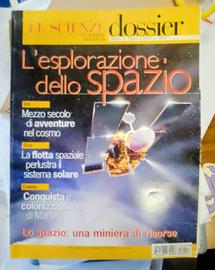 LE SCIENZE dossier
L'esplorazione
dello spazio
Mezzo secolo
di avventure
nel cosmo
La flotta spaziale
perlustra il
sistema solare
Conquista e
colonizzazione
di Marte
Lo spazio: una miniera di risorse